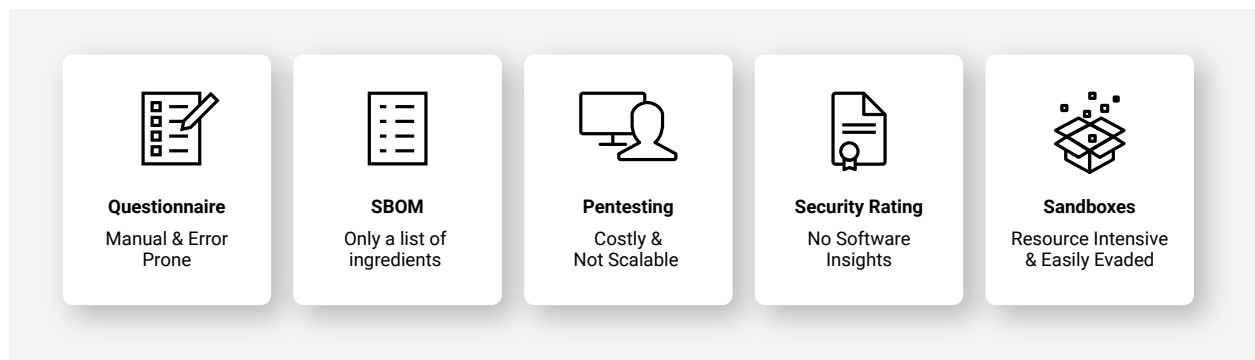 Questionnaire
Manual & Error
Prone
SBOM
Only a list of
ingredients
Pentesting
Costly &
Not Scalable
Security Rating
No Software
Insights
Sandboxes
Resource Intensive
& Easily Evaded